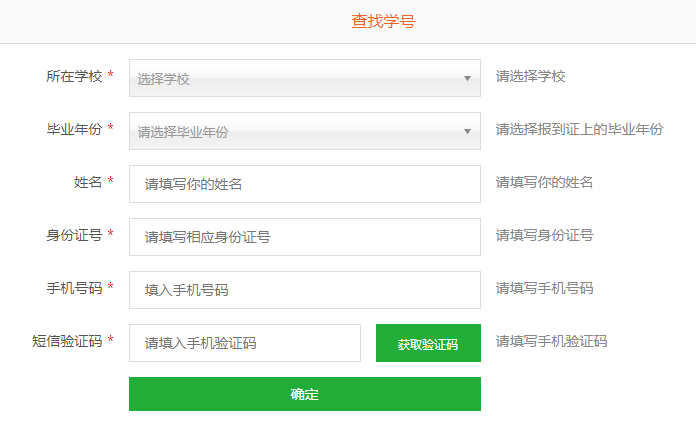 查找学号
所在学校 * 选择学校 请选择学校
毕业年份 * 请选择毕业年份 请选择报到证上的毕业年份
姓名 * 请填写你的姓名 请填写你的姓名
身份证号 * 请填写相应身份证号 请填写身份证号
手机号码 * 填入手机号码 请填写手机号码
短信验证码 * 请填入手机验证码 获取验证码 请填写手机验证码
确定